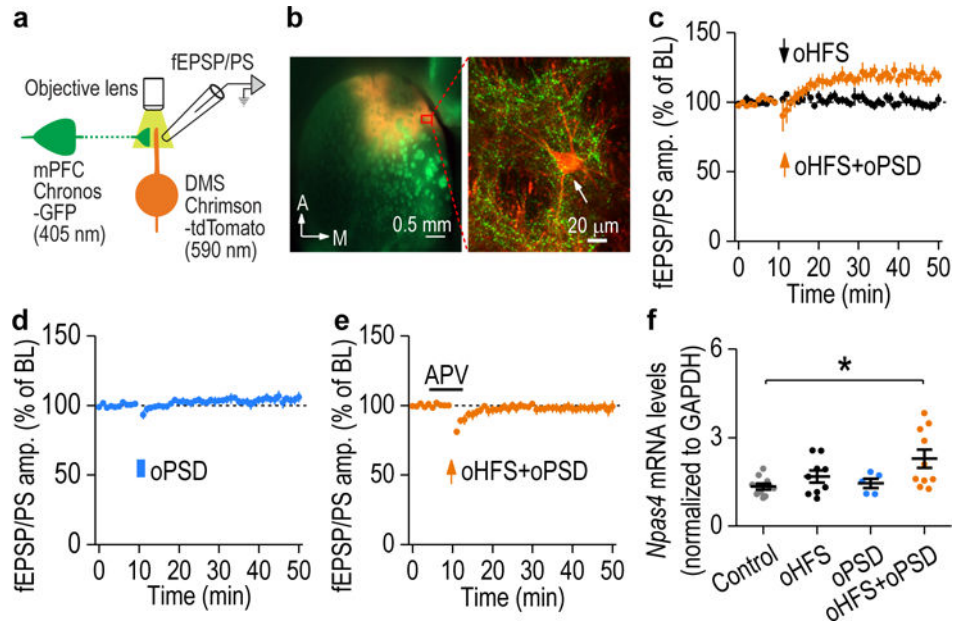 a
fEPSP/PS
Objective lens
mPFC
Chronos
-GFP
(405 nm)
DMS
Chrimson
-tdTomato
(590 nm)
b
A
M
0.5 mm
20 μm
c
fEPSP/PS amp. (% of BL)
150
100
50
oHFS
oHFS+oPSD
0 10 20 30 40 50
Time (min)
d
fEPSP/PS amp. (% of BL)
150
100
50
0
oPSD
0 10 20 30 40 50
Time (min)
e
fEPSP/PS amp. (% of BL)
150
100
50
0
APV
oHFS+oPSD
0 10 20 30 40 50
Time (min)
f
Npas4 mRNA levels
(normalized to GAPDH)
6
3
0
*
Control
oHFS
oPSD
oHFS+oPSD